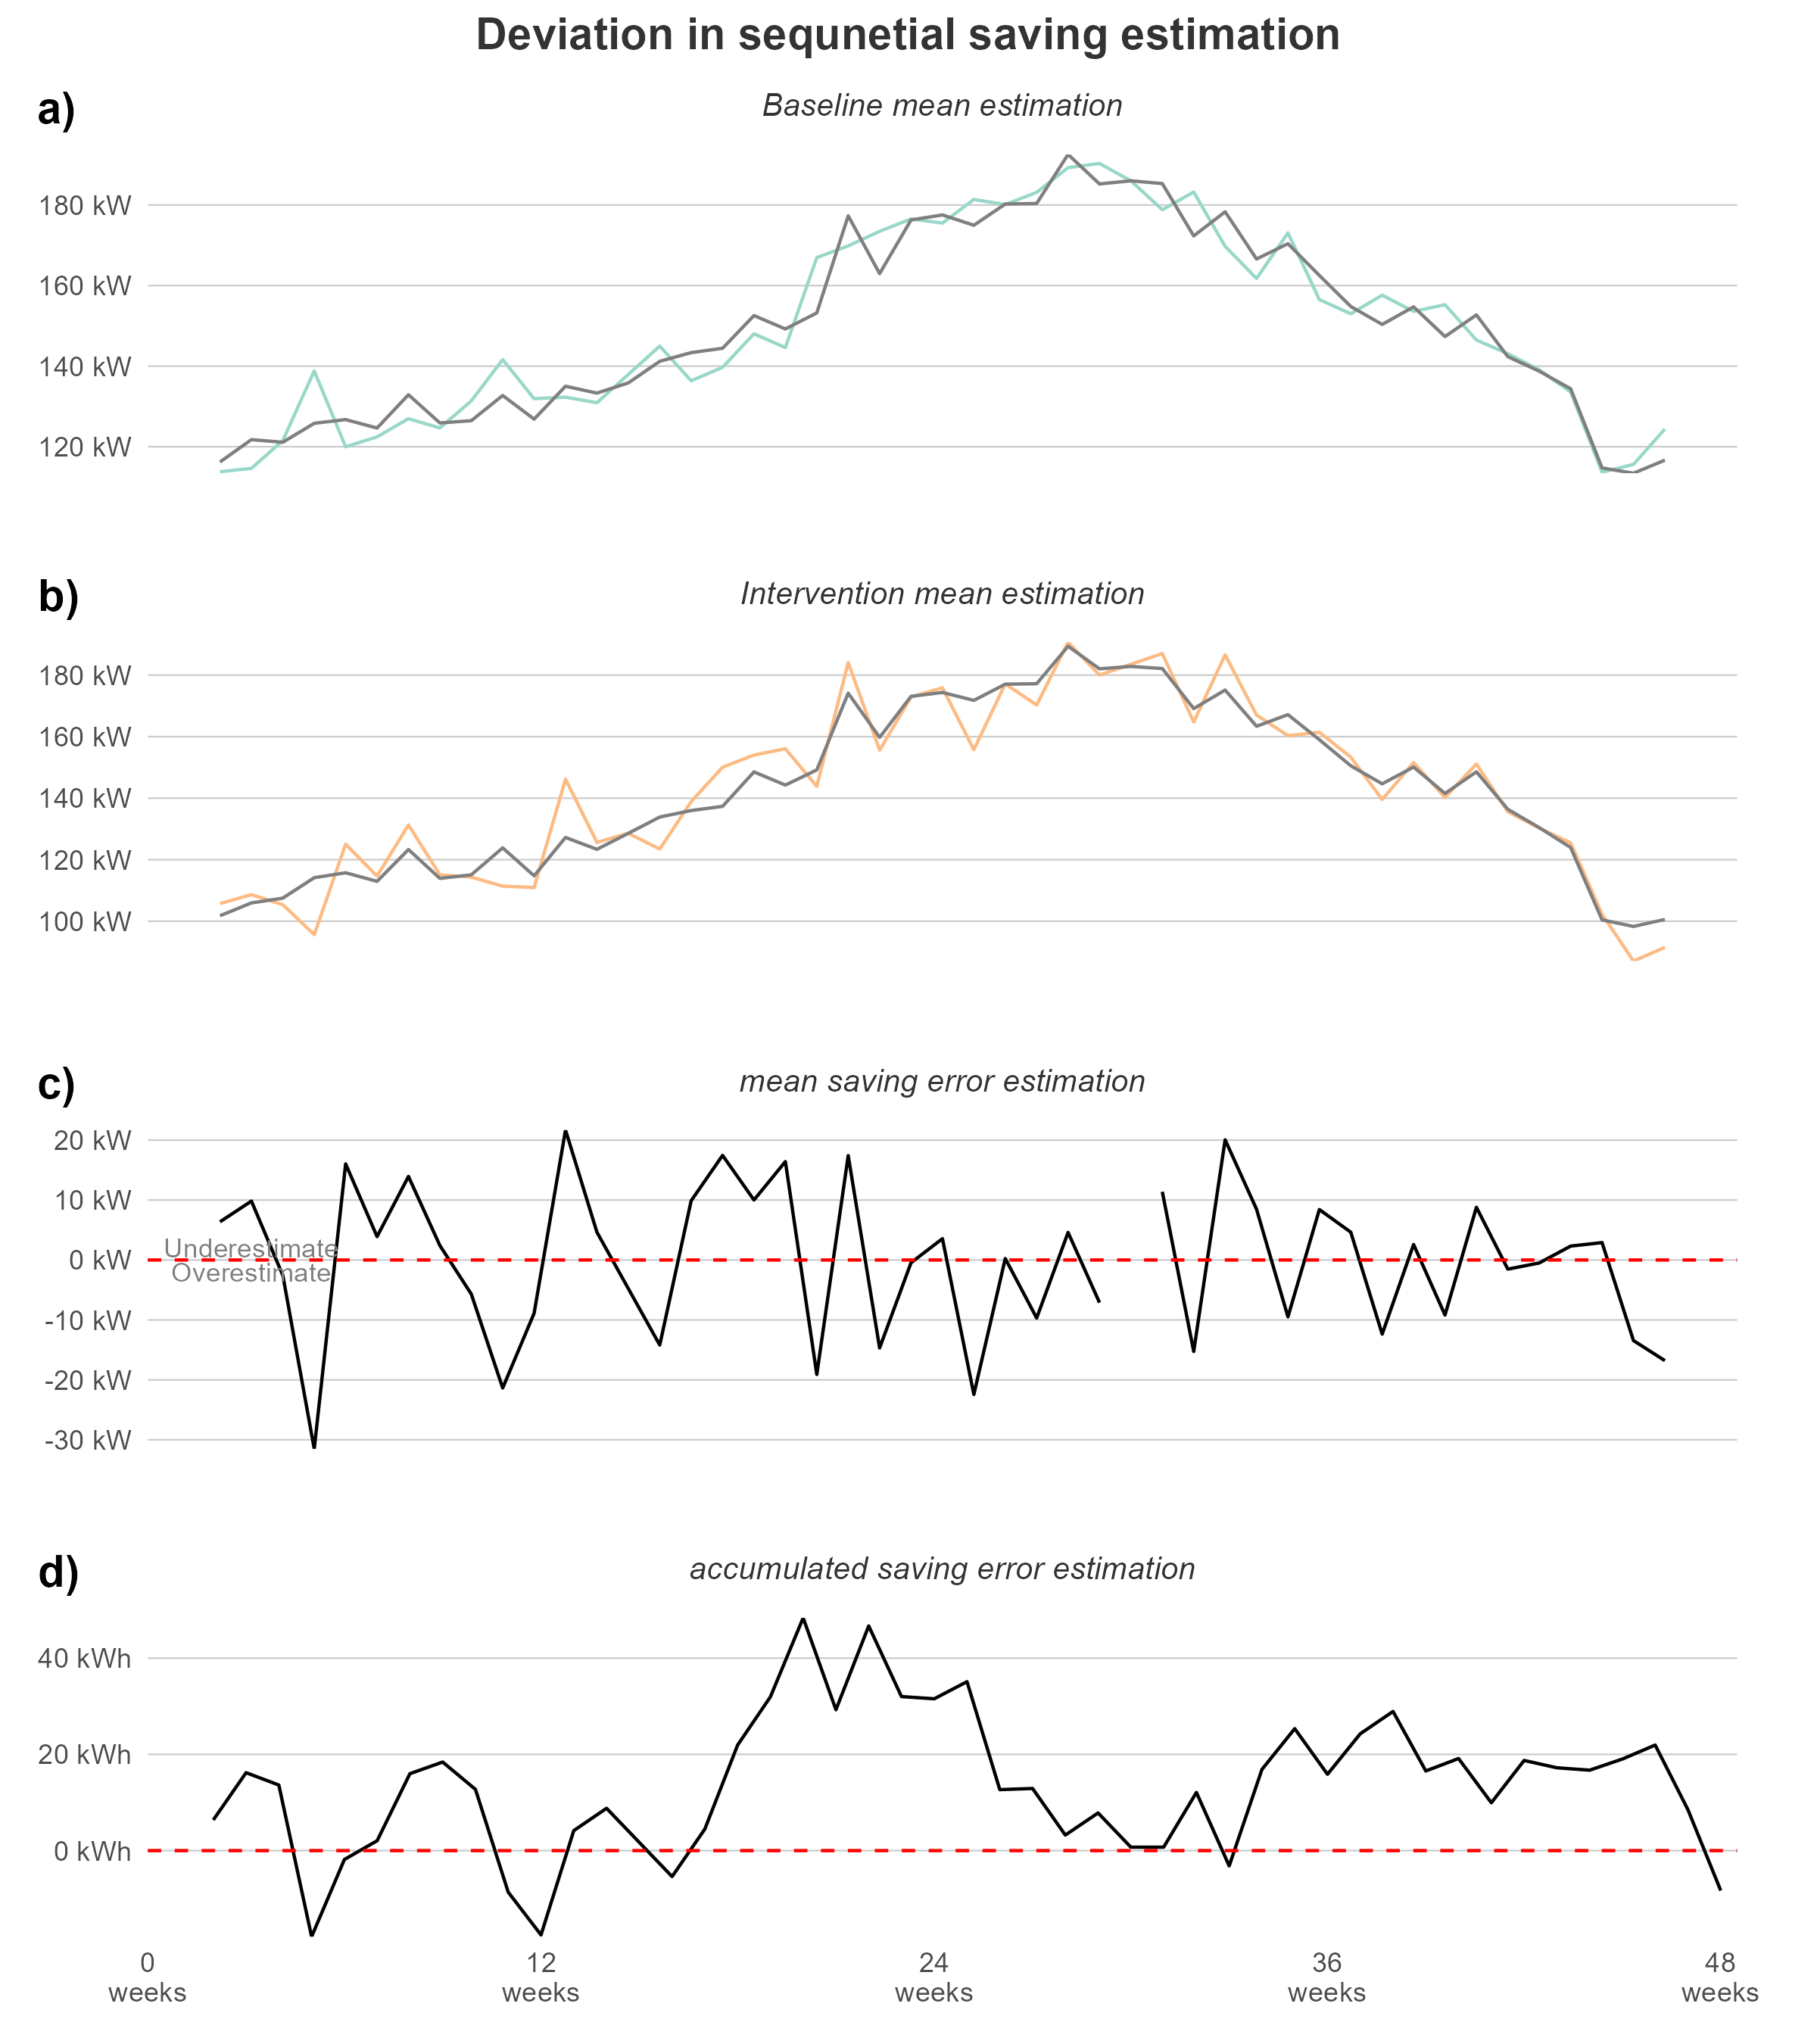 Deviation in sequnetial saving estimation
a)
Baseline mean estimation
180 kW
160 kW
140 kW
120 kW
b)
Intervention mean estimation
180 kW
160 kW
140 kW
120 kW
100 kW
c)
mean saving error estimation
20 kW
10 kW
Underestimate
0 kW
Overestimate
-10 kW
-20 kW
-30 kW
d)
accumulated saving error estimation
40 kWh
20 kWh
0 kWh
0 12 24 36 48
weeks weeks weeks weeks weeks